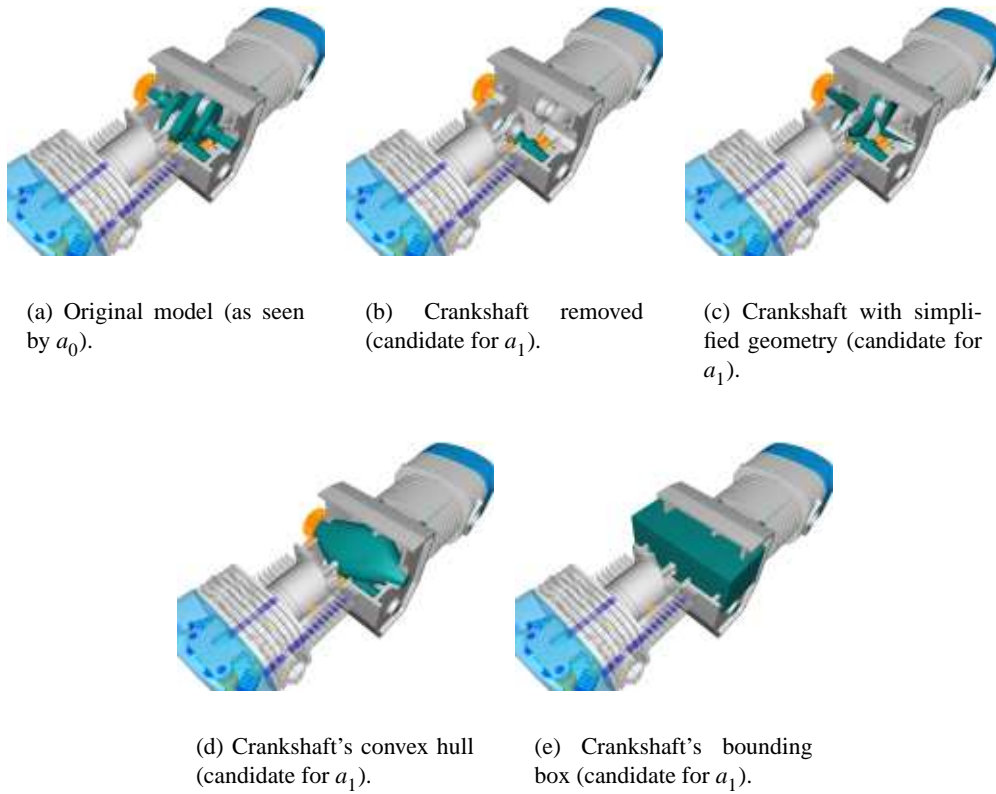 (a) Original model (as seen
by a0).
(b) Crankshaft removed
(candidate for a1).
(c) Crankshaft with simpli-
fied geometry (candidate for
a1).
(d) Crankshaft's convex hull
(candidate for a1).
(e) Crankshaft's bounding
box (candidate for a1).